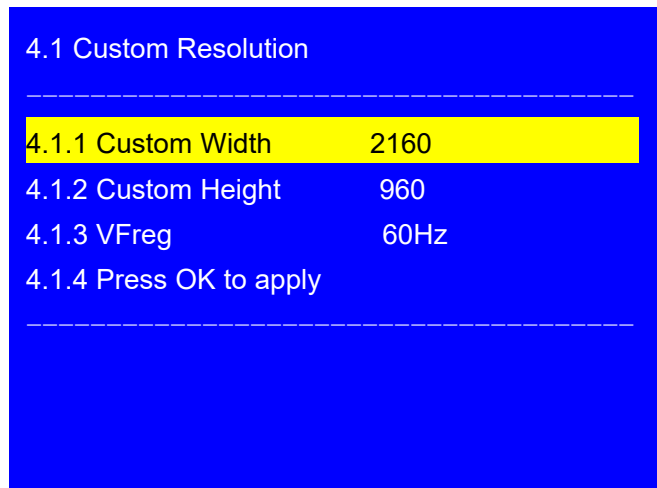 4.1 Custom Resolution
4.1.1 Custom Width 2160
4.1.2 Custom Height 960
4.1.3 VFreg 60Hz
4.1.4 Press OK to apply